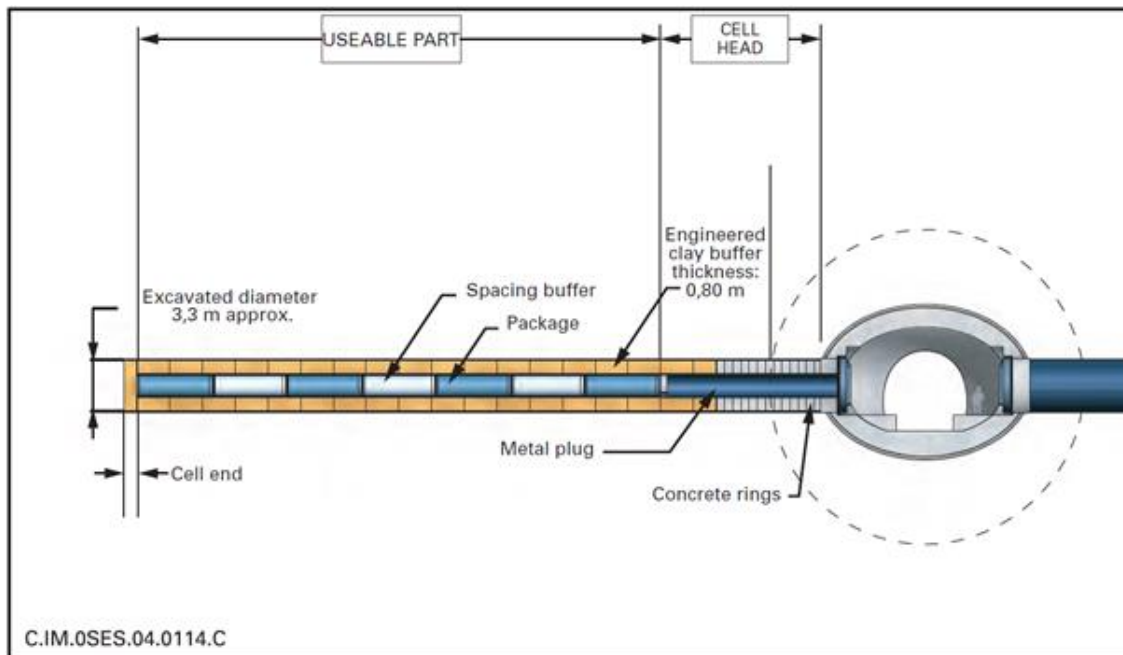 USEABLE PART
CELL
HEAD
Engineered
clay buffer
thickness:
0,80 m
Excavated diameter
3,3 m approx.
Spacing buffer
Package
Metal plug
Cell end
Concrete rings
C.IM.0SES.04.0114.C